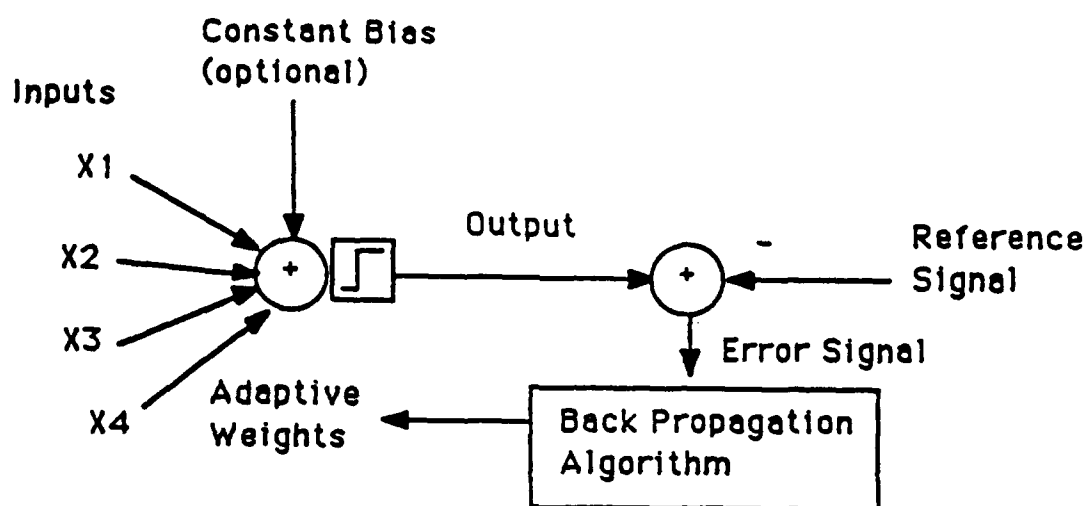 Constant Bias
(optional)
Inputs
X1
X2
X3
X4
+
Output
+
-
Reference
Signal
Error Signal
Adaptive
Weights
Back Propagation
Algorithm